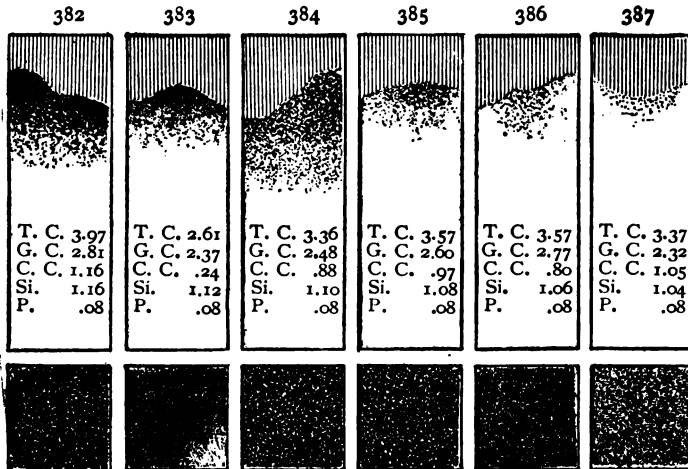 382 383 384 385 386 387
T. C. 3.97 T. C. 2.61 T. C. 3.36 T. C. 3.57 T. C. 3.57 T. C. 3.37
G. C. 2.81 G. C. 2.37 G. C. 2.48 G. C. 2.60 G. C. 2.77 G. C. 2.32
C. C. 1.16 C. C. .24 C. C. .88 C. C. .97 C. C. .80 C. C. 1.05
Si. 1.16 Si. 1.12 Si. 1.10 Si. 1.08 Si. 1.06 Si. 1.04
P. .08 P. .08 P. .08 P. .08 P. .08 P. .08